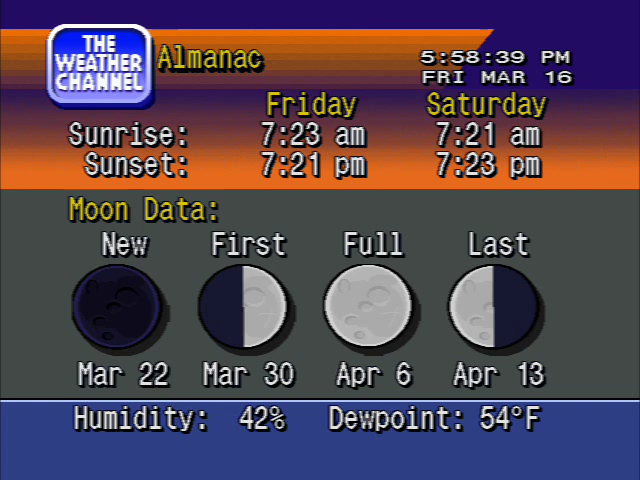 THE
WEATHER
CHANNEL
Almanac
5:58:39 PM
FRI MAR 16
Friday Saturday
Sunrise: 7:23 am 7:21 am
Sunset: 7:21 pm 7:23 pm
Moon Data:
New First Full Last
Mar 22 Mar 30 Apr 6 Apr 13
Humidity: 42% Dewpoint: 54°F